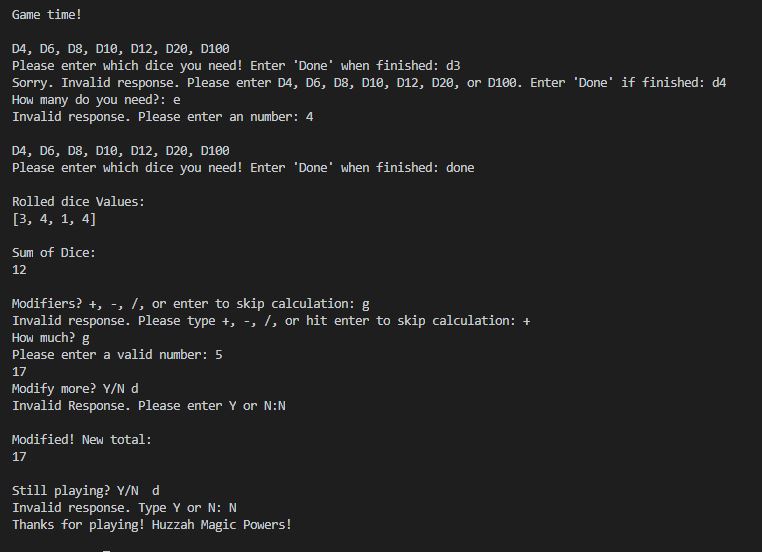 Game time!
D4, D6, D8, D10, D12, D20, D100
Please enter which dice you need! Enter 'Done' when finished: d3
Sorry. Invalid response. Please enter D4, D6, D8, D10, D12, D20, or D100. Enter 'Done' if finished: d4
How many do you need?: e
Invalid response. Please enter an number: 4
D4, D6, D8, D10, D12, D20, D100
Please enter which dice you need! Enter 'Done' when finished: done
Rolled dice Values:
[3, 4, 1, 4]
Sum of Dice:
12
Modifiers? +, -, /, or enter to skip calculation: g
Invalid response. Please type +, -, /, or hit enter to skip calculation: +
How much? g
Please enter a valid number: 5
17
Modify more? Y/N d
Invalid Response. Please enter Y or N:N
Modified! New total:
17
Still playing? Y/N  d
Invalid response. Type Y or N: N
Thanks for playing! Huzzah Magic Powers!